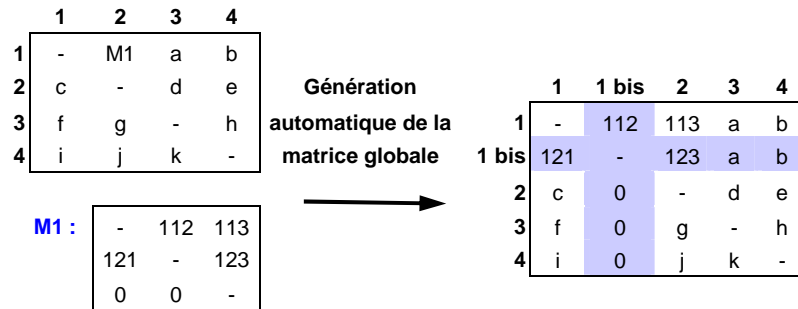 1 2 3 4
1 - M1 a b
2 c - d e
3 f g - h
4 i j k -
M1 :
- 112 113
121 - 123
0 0 -
Génération
automatique de la
matrice globale
1 1 bis 2 3 4
1 - 112 113 a b
1 bis 121 - 123 a b
2 c 0 - d e
3 f 0 g - h
4 i 0 j k -